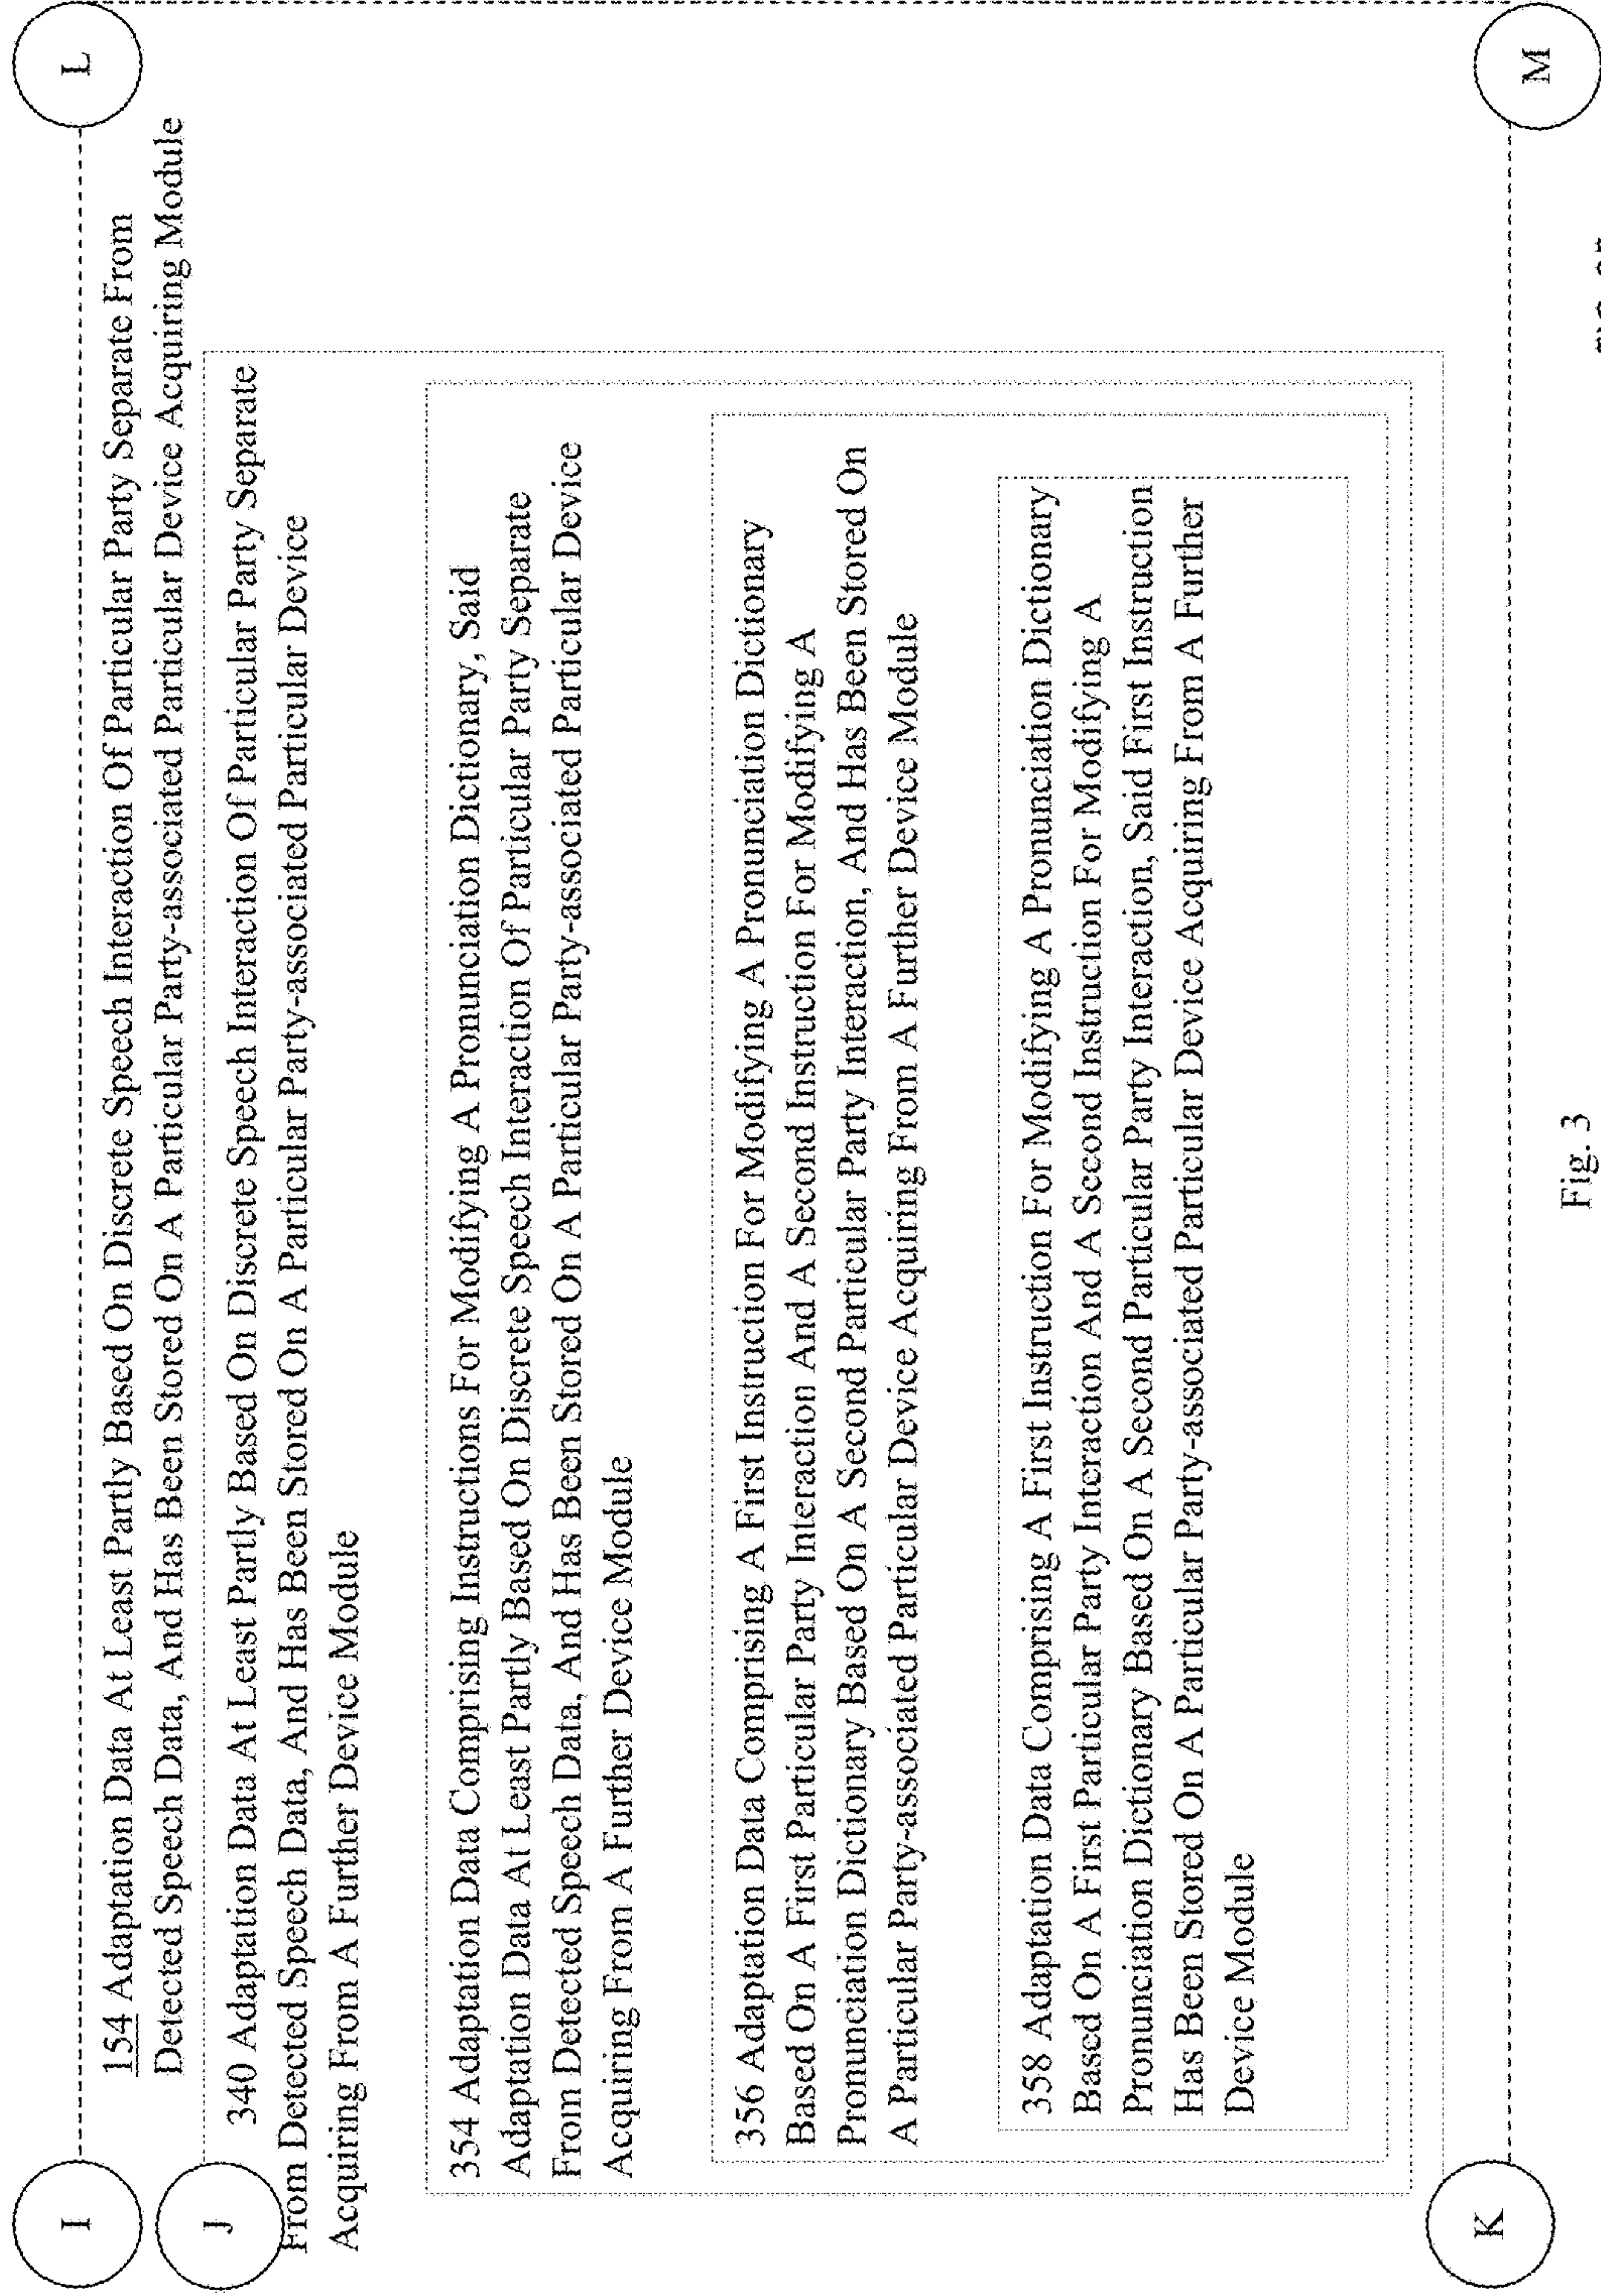 I
L
154 Adaptation Data At Least Partly Based On Discrete Speech Interaction Of Particular Party Separate From
Detected Speech Data, And Has Been Stored On A Particular Party-associated Particular Device Acquiring Module
J
340 Adaptation Data At Least Partly Based On Discrete Speech Interaction Of Particular Party Separate
From Detected Speech Data, And Has Been Stored On A Particular Party-associated Particular Device
Acquiring From A Further Device Module
354 Adaptation Data Comprising Instructions For Modifying A Pronunciation Dictionary, Said
Adaptation Data At Least Partly Based On Discrete Speech Interaction Of Particular Party Separate
From Detected Speech Data, And Has Been Stored On A Particular Party-associated Particular Device
Acquiring From A Further Device Module
356 Adaptation Data Comprising A First Instruction For Modifying A Pronunciation Dictionary
Based On A First Particular Party Interaction And A Second Instruction For Modifying A
Pronunciation Dictionary Based On A Second Particular Party Interaction, And Has Been Stored On
A Particular Party-associated Particular Device Acquiring From A Further Device Module
358 Adaptation Data Comprising A First Instruction For Modifying A Pronunciation Dictionary
Based On A First Particular Party Interaction And A Second Instruction For Modifying A
Pronunciation Dictionary Based On A Second Particular Party Interaction, Said First Instruction
Has Been Stored On A Particular Party-associated Particular Device Acquiring From A Further
Device Module
K
M
Fig. 3